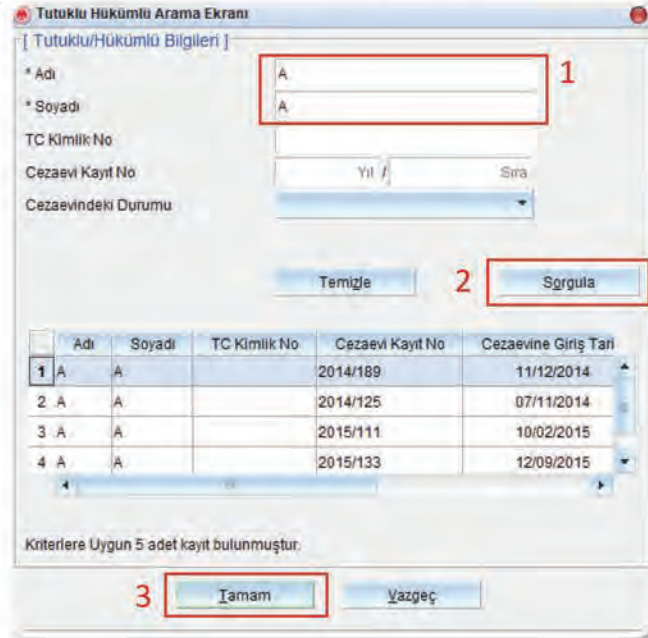 Tutuklu Hükümlü Arama Ekranı
[ Tutuklu/Hükümlü Bilgileri ]
* Adı A 1
* Soyadı A
TC Kimlik No
Cezaevi Kayıt No Yıl / Sıra
Cezaevindeki Durumu
Temizle 2 Sorgula
Adı Soyadı TC Kimlik No Cezaevi Kayıt No Cezaevine Giriş Tari
1 A A 2014/189 11/12/2014
2 A A 2014/125 07/11/2014
3 A A 2015/111 10/02/2015
4 A A 2015/133 12/09/2015
Kriterlere Uygun 5 adet kayıt bulunmuştur.
3 Tamam Vazgeç